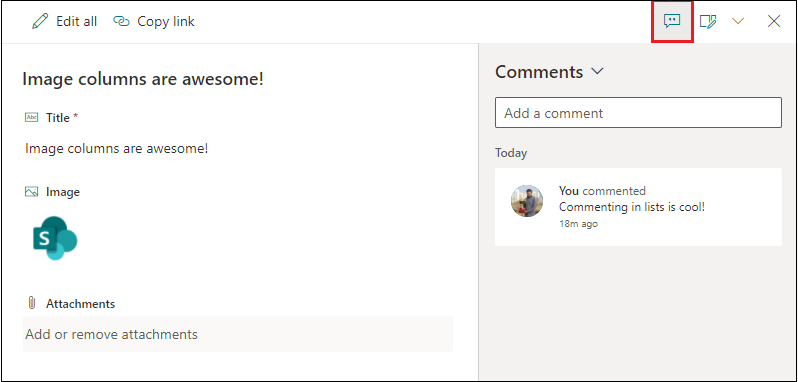 Edit all
Copy link
Image columns are awesome!
Abc Title *
Image columns are awesome!
Image
S
Attachments
Add or remove attachments
Comments
Add a comment
Today
You commented
Commenting in lists is cool!
18m ago